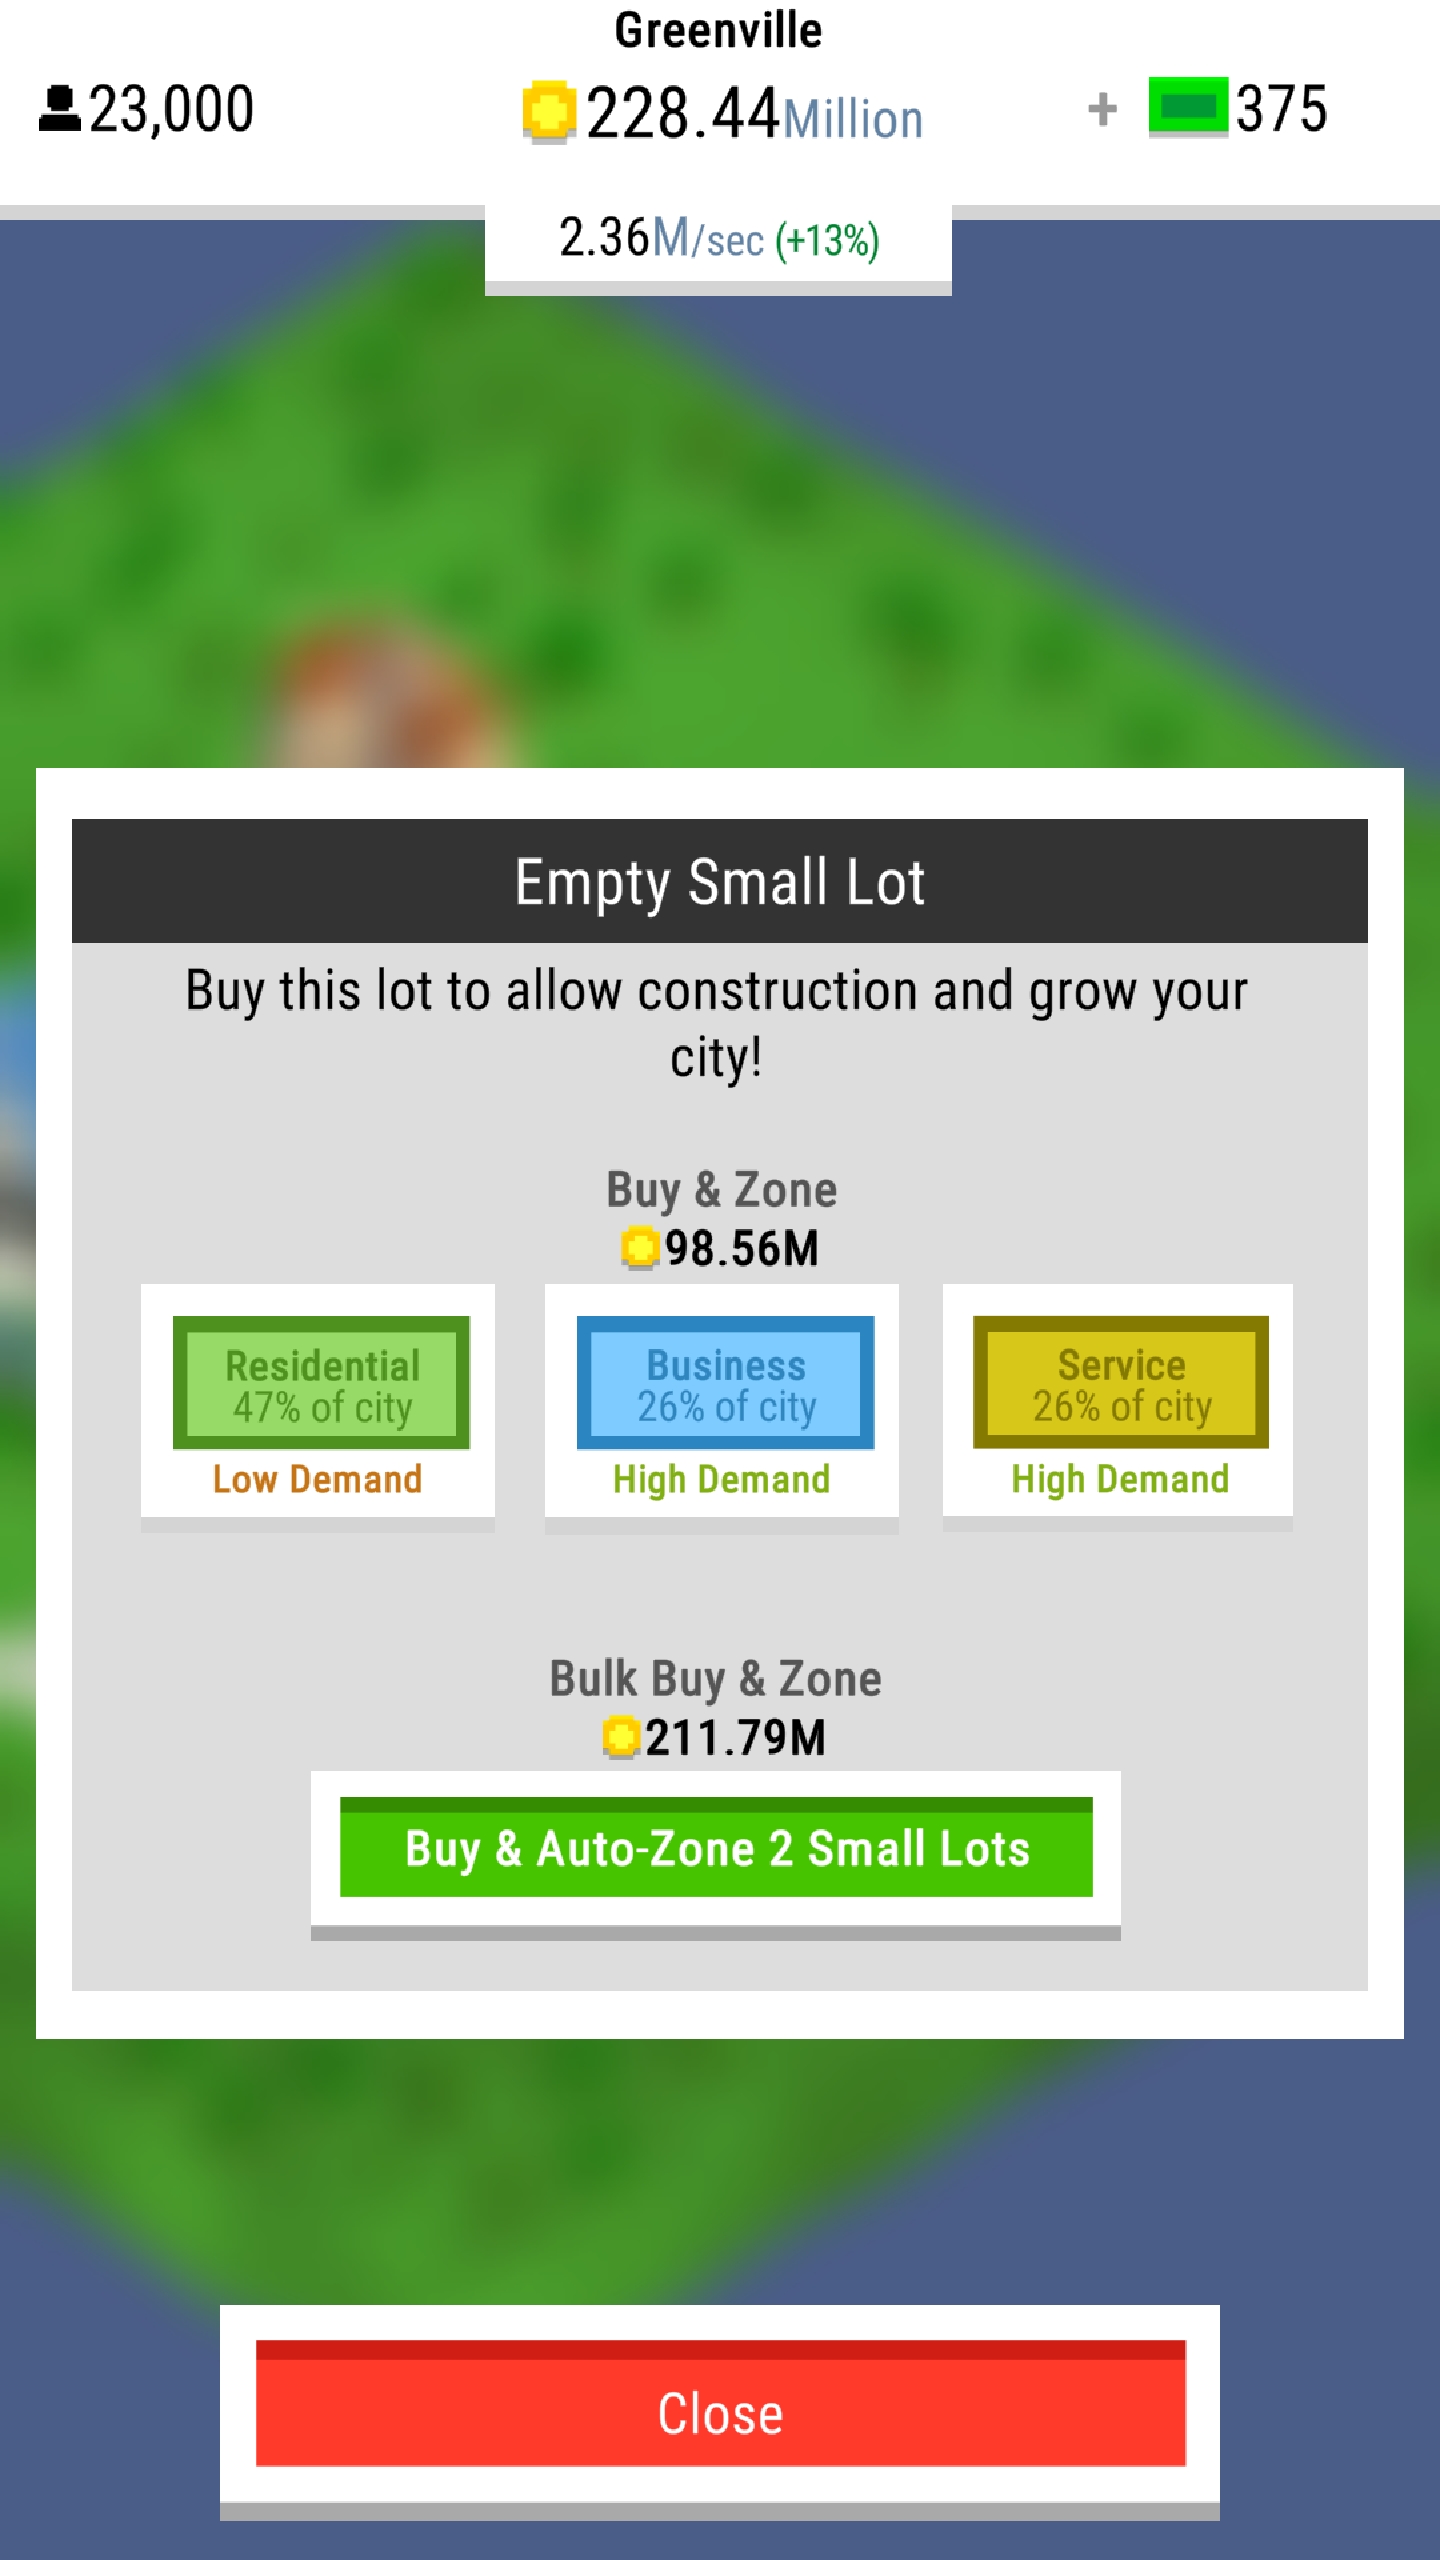 Greenville
23,000
228.44Million
+ 375
2.36M/sec (+13%)
Empty Small Lot
Buy this lot to allow construction and grow your
city!
Buy & Zone
98.56M
Residential
47% of city
Low Demand
Business
26% of city
High Demand
Service
26% of city
High Demand
Bulk Buy & Zone
211.79M
Buy & Auto-Zone 2 Small Lots
Close